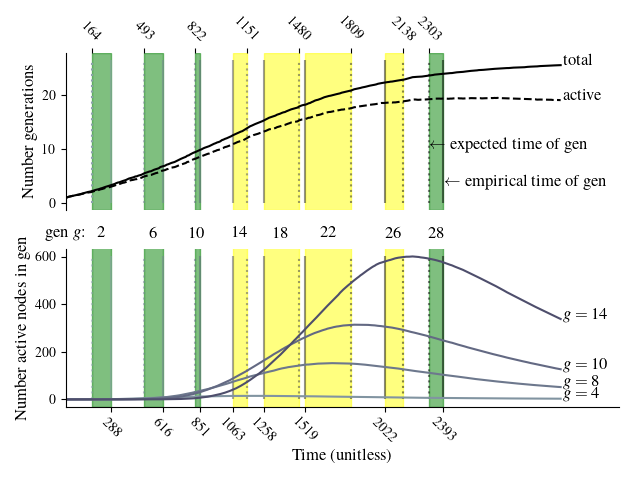 164 493 822 1151 1480 1809 2138 2303
Number generations
20
10
0
total
active
← expected time of gen
← empirical time of gen
gen g: 2 6 10 14 18 22 26 28
Number active nodes in gen
600
400
200
0
g = 14
g = 10
g = 8
g = 4
288 616 851 1063 1258 1519 2022 2393
Time (unitless)